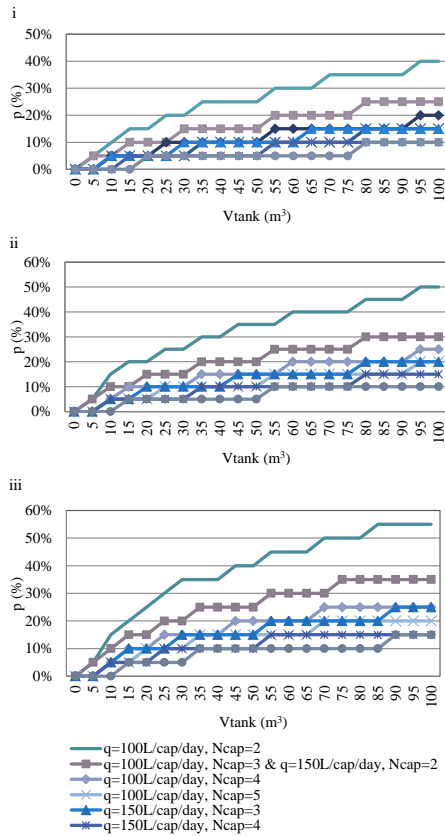 i
50%
40%
30%
20%
10%
0%
p (%)
0 5 10 15 20 25 30 35 40 45 50 55 60 65 70 75 80 85 90 95 100
Vtank (m³)
ii
60%
50%
40%
30%
20%
10%
0%
p (%)
0 5 10 15 20 25 30 35 40 45 50 55 60 65 70 75 80 85 90 95 100
Vtank (m³)
iii
60%
50%
40%
30%
20%
10%
0%
p (%)
0 5 10 15 20 25 30 35 40 45 50 55 60 65 70 75 80 85 90 95 100
Vtank (m³)
q=100L/cap/day, Ncap=2
q=100L/cap/day, Ncap=3 & q=150L/cap/day, Ncap=2
q=100L/cap/day, Ncap=4
q=100L/cap/day, Ncap=5
q=150L/cap/day, Ncap=3
q=150L/cap/day, Ncap=4